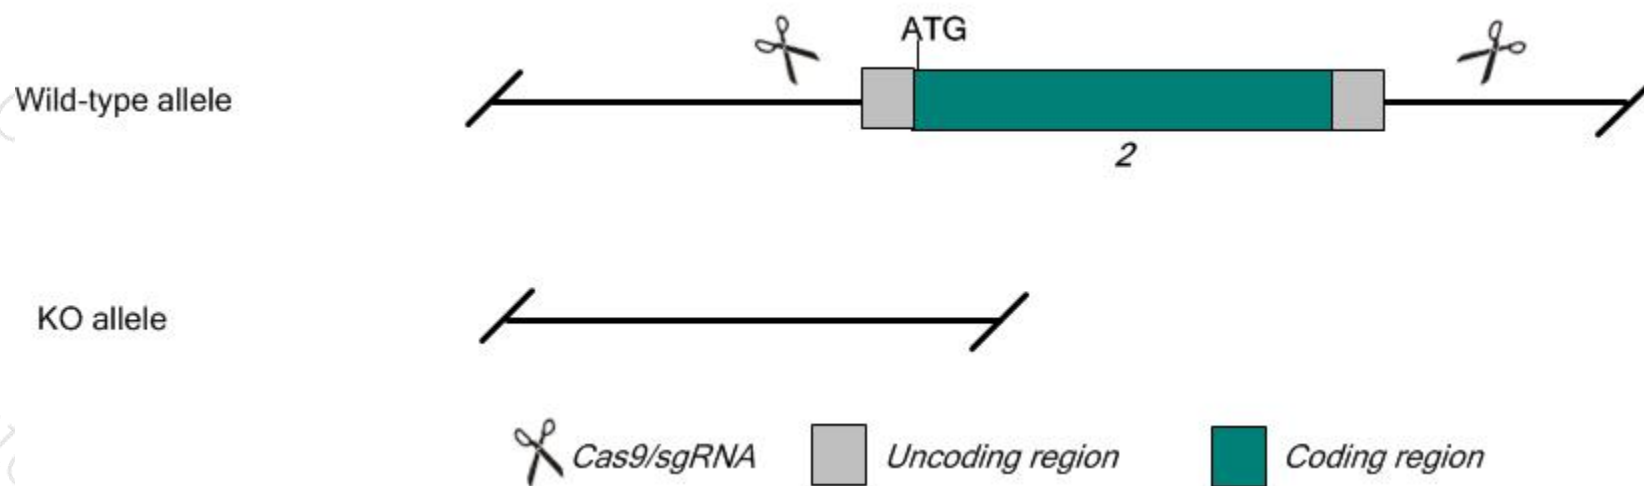 ATG
Wild-type allele
2
KO allele
Cas9/sgRNA
Uncoding region
Coding region